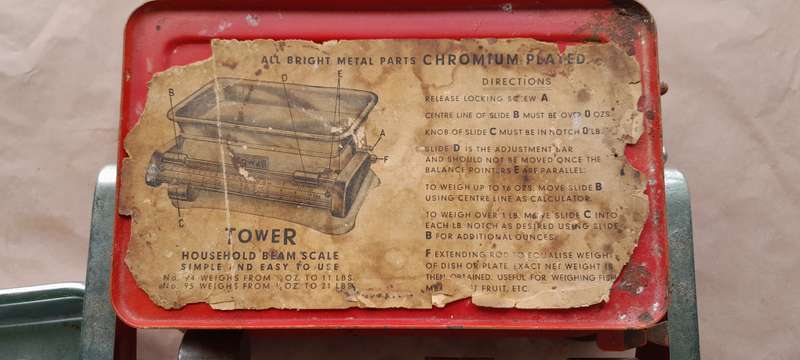 ALL BRIGHT METAL PARTS CHROMIUM PLATED.
B
D
E
A
F
C
TOWER
HOUSEHOLD BEAM SCALE
SIMPLE AND EASY TO USE
No. 94 WEIGHS FROM ¼ OZ. TO 11 LBS.
No. 95 WEIGHS FROM ¼ OZ. TO 21 LBS.
DIRECTIONS
RELEASE LOCKING SCREW A
CENTRE LINE OF SLIDE B MUST BE OVER O OZS.
KNOB OF SLIDE C MUST BE IN NOTCH O LB.
SLIDE D IS THE ADJUSTMENT BAR
AND SHOULD NOT BE MOVED ONCE THE
BALANCE POINTERS E ARE PARALLEL.
TO WEIGH UP TO 16 OZS. MOVE SLIDE B
USING CENTRE LINE AS CALCULATOR.
TO WEIGH OVER 1 LB. MOVE SLIDE C INTO
EACH LB. NOTCH AS DESIRED USING SLIDE
B FOR ADDITIONAL OUNCES.
F EXTENDING ROD TO EQUALISE WEIGHT
OF DISH OR PLATE. EXACT NET WEIGHT IS
THEN OBTAINED. USEFUL FOR WEIGHING FISH
FRUIT, ETC.